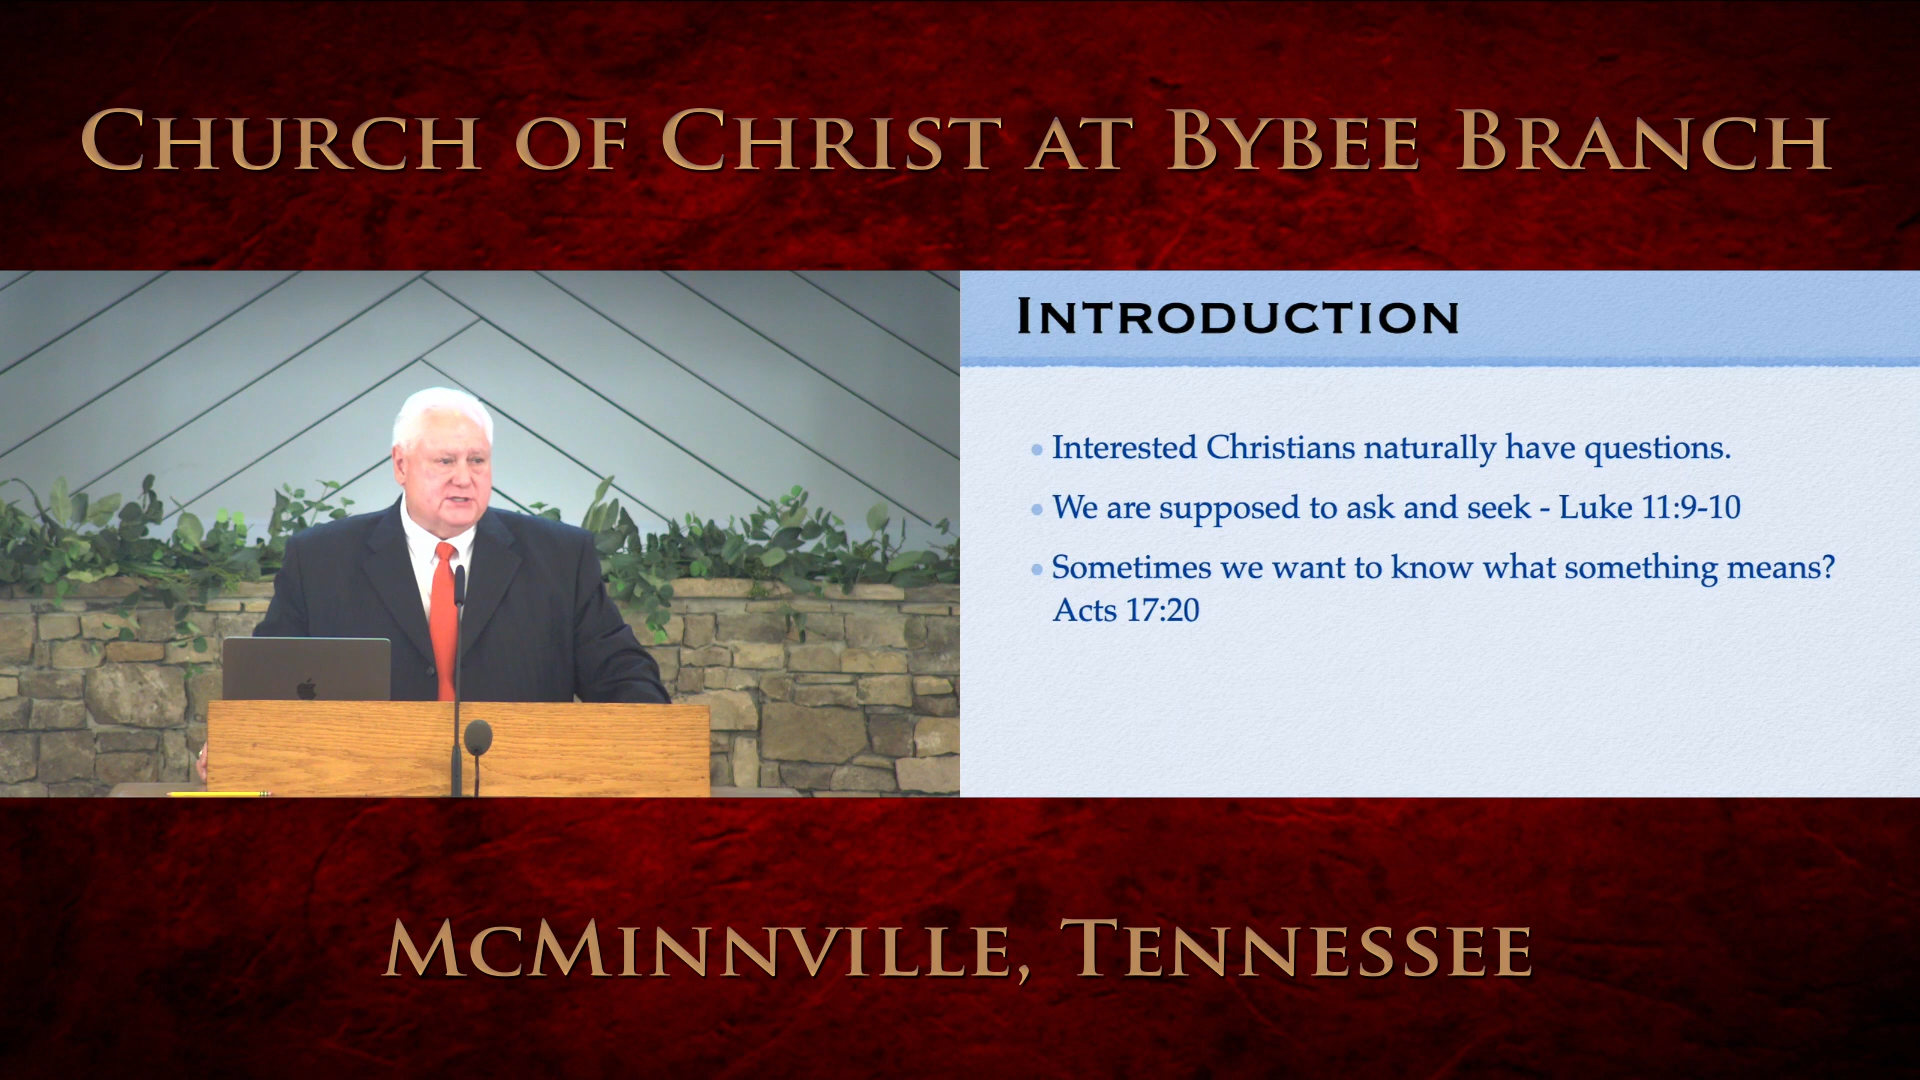 Church of Christ at Bybee Branch
Introduction
• Interested Christians naturally have questions.
• We are supposed to ask and seek - Luke 11:9-10
• Sometimes we want to know what something means?
Acts 17:20
McMinnville, Tennessee